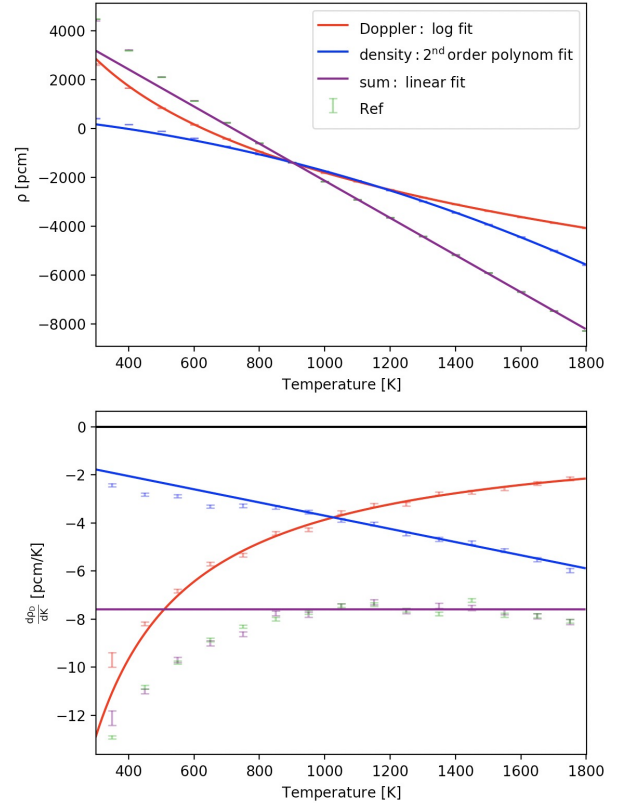 4000
2000
0
−2000
−4000
−6000
−8000
ρ [pcm]
Doppler: log fit
density: 2nd order polynom fit
sum: linear fit
Ref
400 600 800 1000 1200 1400 1600 1800
Temperature [K]
0
−2
−4
−6
−8
−10
−12
dρD/dK [pcm/K]
400 600 800 1000 1200 1400 1600 1800
Temperature [K]